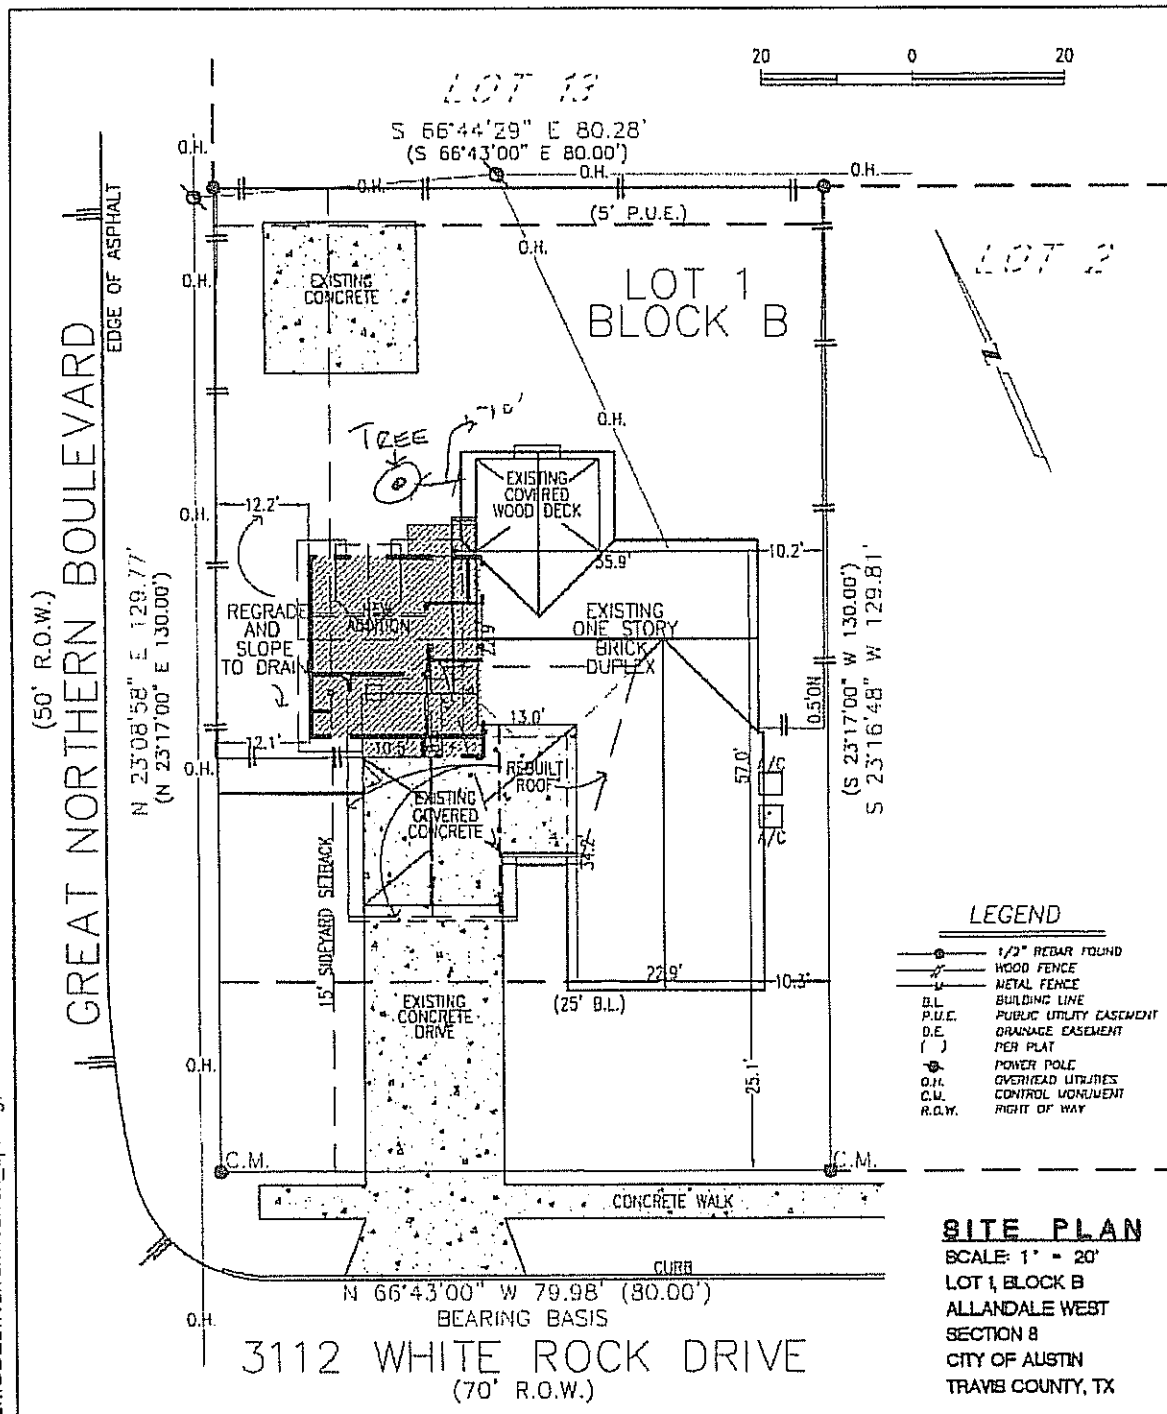 20 0 20
LOT 13
S 66°44'29" E 80.28'
(S 66°43'00" E 80.00')
O.H.
O.H.
O.H.
O.H.
(5' P.U.E.)
EDGE OF ASPHALT
O.H.
O.H.
LOT 2
EXISTING
CONCRETE
LOT 1
BLOCK B
N
O.H.
TREE
~10'
EXISTING
COVERED
WOOD DECK
12.2'
O.H.
55.9'
10.2'
REGRADE
AND
SLOPE
TO DRAIN
NEW
ADDITION
EXISTING
ONE STORY
BRICK
DUPLEX
GREAT NORTHERN BOULEVARD
(50' R.O.W.)
N 23°08'58" E 129.77'
(N 23°17'00" E 130.00')
(S 23°17'00" W 130.00')
S 23°16'48" W 129.81'
0.5'ON
12.1'
13.0'
10.5'
O.H.
REBUILT
ROOF
57.0'
A/C
A/C
EXISTING
COVERED
CONCRETE
34.2'
15' SIDEYARD SETBACK
22.9'
10.3'
(25' B.L.)
EXISTING
CONCRETE
DRIVE
LEGEND
1/2" REBAR FOUND
WOOD FENCE
METAL FENCE
B.L. BUILDING LINE
P.U.E. PUBLIC UTILITY EASEMENT
D.E. DRAINAGE EASEMENT
( ) PER PLAT
POWER POLE
O.H. OVERHEAD UTILITIES
C.M. CONTROL MONUMENT
R.O.W. RIGHT OF WAY
O.H.
25.1'
C.M.
C.M.
CONCRETE WALK
CURB
N 66°43'00" W 79.98' (80.00')
BEARING BASIS
O.H.
3112 WHITE ROCK DRIVE
(70' R.O.W.)
SITE PLAN
SCALE: 1' = 20'
LOT 1, BLOCK B
ALLANDALE WEST
SECTION 8
CITY OF AUSTIN
TRAVIS COUNTY, TX